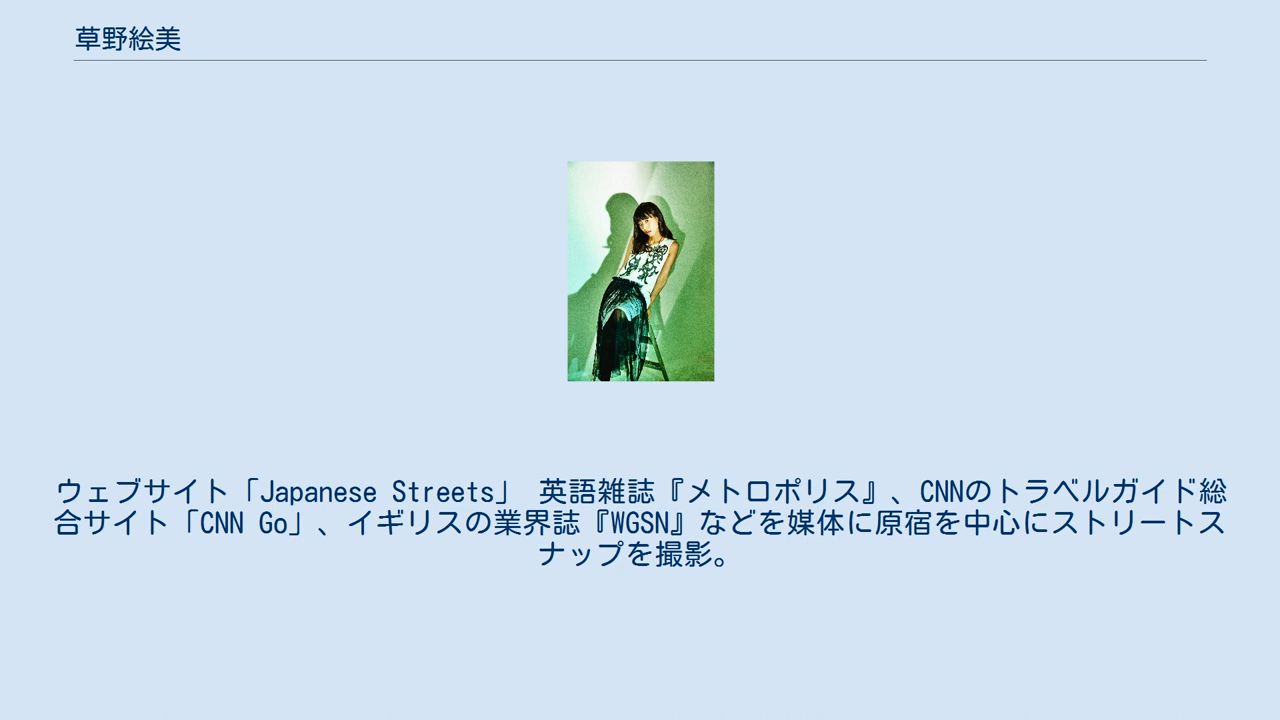 草野絵美
ウェブサイト「Japanese Streets」 英語雑誌『メトロポリス』、CNNのトラベルガイド総
合サイト「CNN Go」、イギリスの業界誌『WGSN』などを媒体に原宿を中心にストリートス
ナップを撮影。